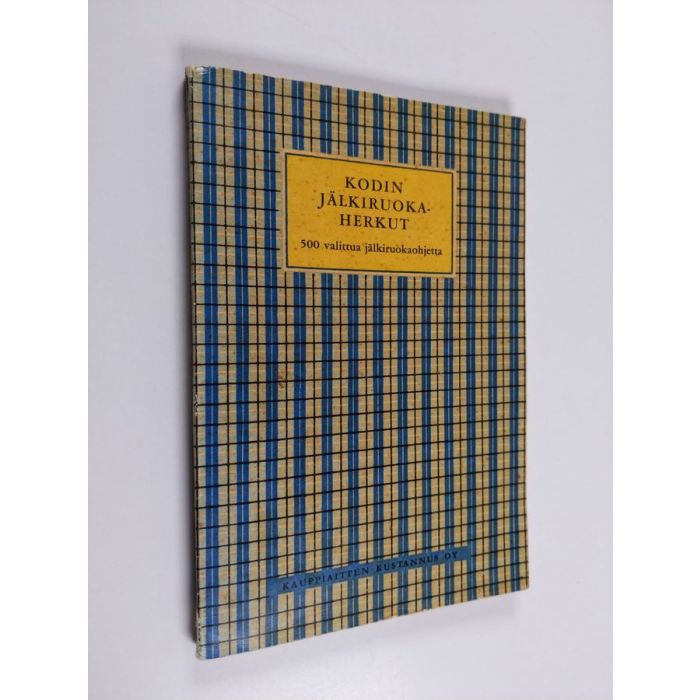 KODIN
JÄLKIRUOKA-
HERKUT
500 valittua jälkiruokaohjetta
KAUPPIAITTEN KUSTANNUS OY